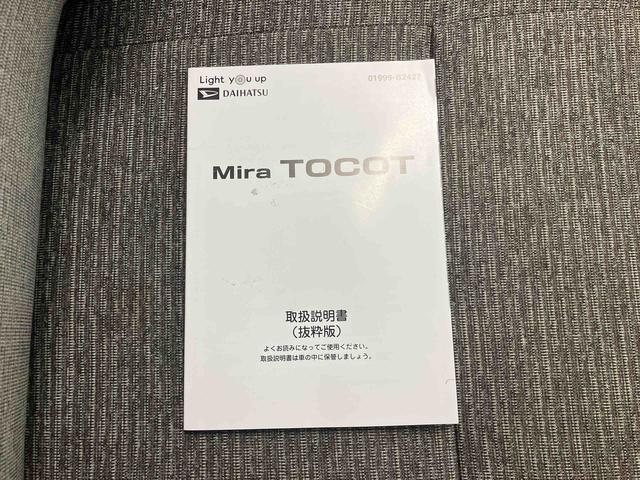 Light you up
01999-B2427
DAIHATSU
Mira TOCOT
取扱説明書
（抜粋版）
よくお読みになってご使用ください。
取扱説明書は車の中に保管しましょう。